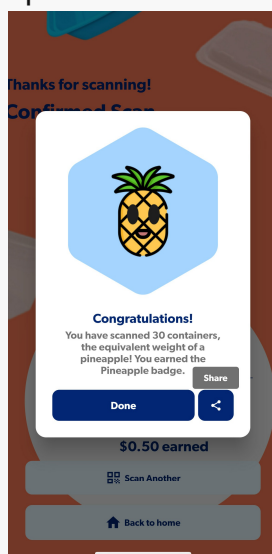 Thanks for scanning!
Confirmed Scan
Congratulations!
You have scanned 30 containers,
the equivalent weight of a
pineapple! You earned the
Pineapple badge.
Share
Done
$0.50 earned
Scan Another
Back to home